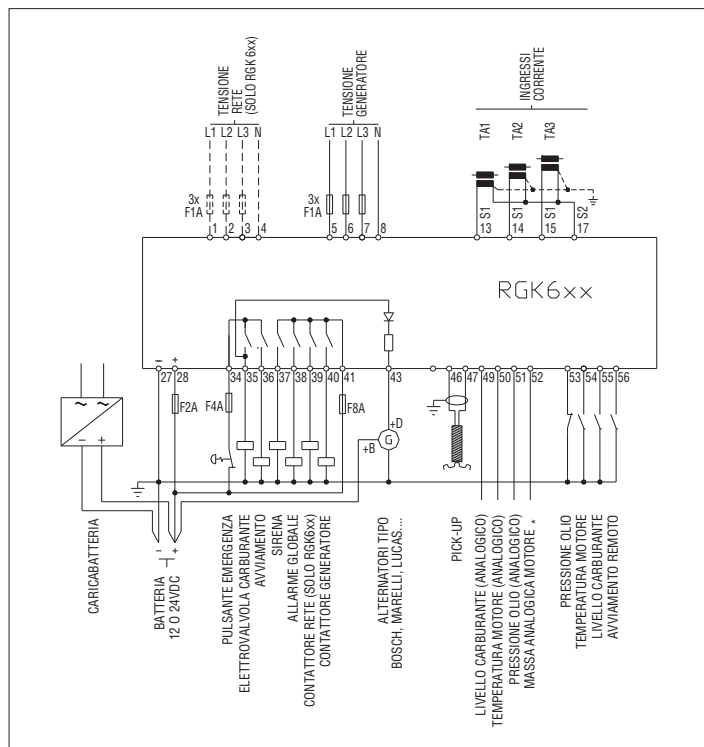 TENSIONE
RETE
(SOLO RGK 6xx)
L1 L2 L3 N
3x
F1A
1 2 3 4
TENSIONE
GENERATORE
L1 L2 L3 N
3x
F1A
5 6 7 8
INGRESSI
CORRENTE
TA1 TA2 TA3
S1 S1 S1 S2
13 14 15 17
RGK6xx
− +
27 28 34 35 36 37 38 39 40 41 43 46 47 49 50 51 52 53 54 55 56
F2A F4A F8A
+D
G
+B
~ ~
− +
− +
CARICABATTERIA
BATTERIA
12 O 24VDC
PULSANTE EMERGENZA
ELETTROVALVOLA CARBURANTE
AVVIAMENTO
SIRENA
ALLARME GLOBALE
CONTATTORE RETE (SOLO RGK6xx)
CONTATTORE GENERATORE
ALTERNATORI TIPO
BOSCH, MARELLI, LUCAS....
PICK-UP
LIVELLO CARBURANTE (ANALOGICO)
TEMPERATURA MOTORE (ANALOGICO)
PRESSIONE OLIO (ANALOGICO)
MASSA ANALOGICA MOTORE *
PRESSIONE OLIO
TEMPERATURA MOTORE
LIVELLO CARBURANTE
AVVIAMENTO REMOTO